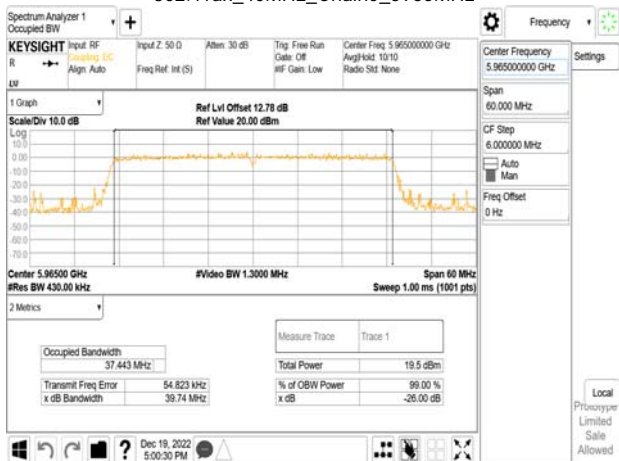 Spectrum Analyzer 1
Occupied BW
+
Frequency
KEYSIGHT
R
Input: RF
Coupling: DC
Align: Auto
Input Z: 50 Ω
Freq Ref: Int (S)
Atten: 30 dB
Trig: Free Run
Gate: Off
#IF Gain: Low
Center Freq: 5.965000000 GHz
Avg|Hold: 10/10
Radio Std: None
Center Frequency
5.965000000 GHz
Settings
Span
60.000 MHz
CF Step
6.000000 MHz
Auto
Man
Freq Offset
0 Hz
1 Graph
Scale/Div 10.0 dB
Ref Lvl Offset 12.78 dB
Ref Value 20.00 dBm
Log
10.0
0.00
-10.0
-20.0
-30.0
-40.0
-50.0
-60.0
-70.0
Center 5.96500 GHz
#Res BW 430.00 kHz
#Video BW 1.3000 MHz
Span 60 MHz
Sweep 1.00 ms (1001 pts)
2 Metrics
Measure Trace Trace 1
Occupied Bandwidth
37.443 MHz
Total Power 19.5 dBm
Transmit Freq Error 54.823 kHz
% of OBW Power 99.00 %
x dB Bandwidth 39.74 MHz
x dB -26.00 dB
Local
Prototype
Limited
Sale
Allowed
?
Dec 19, 2022
5:00:30 PM